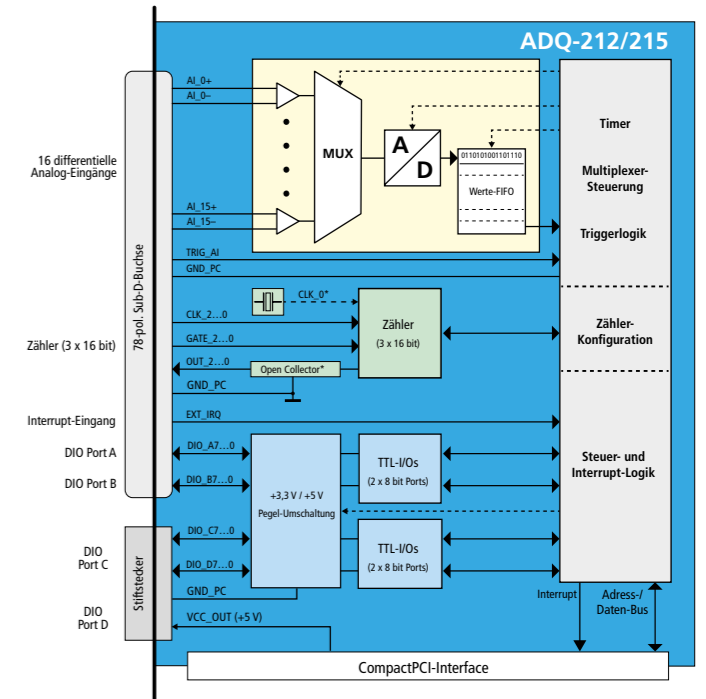 ADQ-212/215
AI_0+
AI_0–
16 differentielle
Analog-Eingänge
MUX
A
D
0110101001101110
Werte-FIFO
Timer
Multiplexer-
Steuerung
Triggerlogik
AI_15+
AI_15–
TRIG_AI
GND_PC
78-pol. Sub-D-Buchse
CLK_0*
CLK_2...0
Zähler
(3 x 16 bit)
Zähler-
Konfiguration
Zähler (3 x 16 bit)
GATE_2...0
OUT_2...0
Open Collector*
GND_PC
Interrupt-Eingang
EXT_IRQ
DIO Port A
DIO_A7...0
DIO Port B
DIO_B7...0
+3,3 V / +5 V
Pegel-Umschaltung
TTL-I/Os
(2 x 8 bit Ports)
Steuer- und
Interrupt-Logik
DIO
Port C
DIO_C7...0
TTL-I/Os
(2 x 8 bit Ports)
Stiftstecker
DIO_D7...0
GND_PC
DIO
Port D
VCC_OUT (+5 V)
Interrupt
Adress-/
Daten-Bus
CompactPCI-Interface